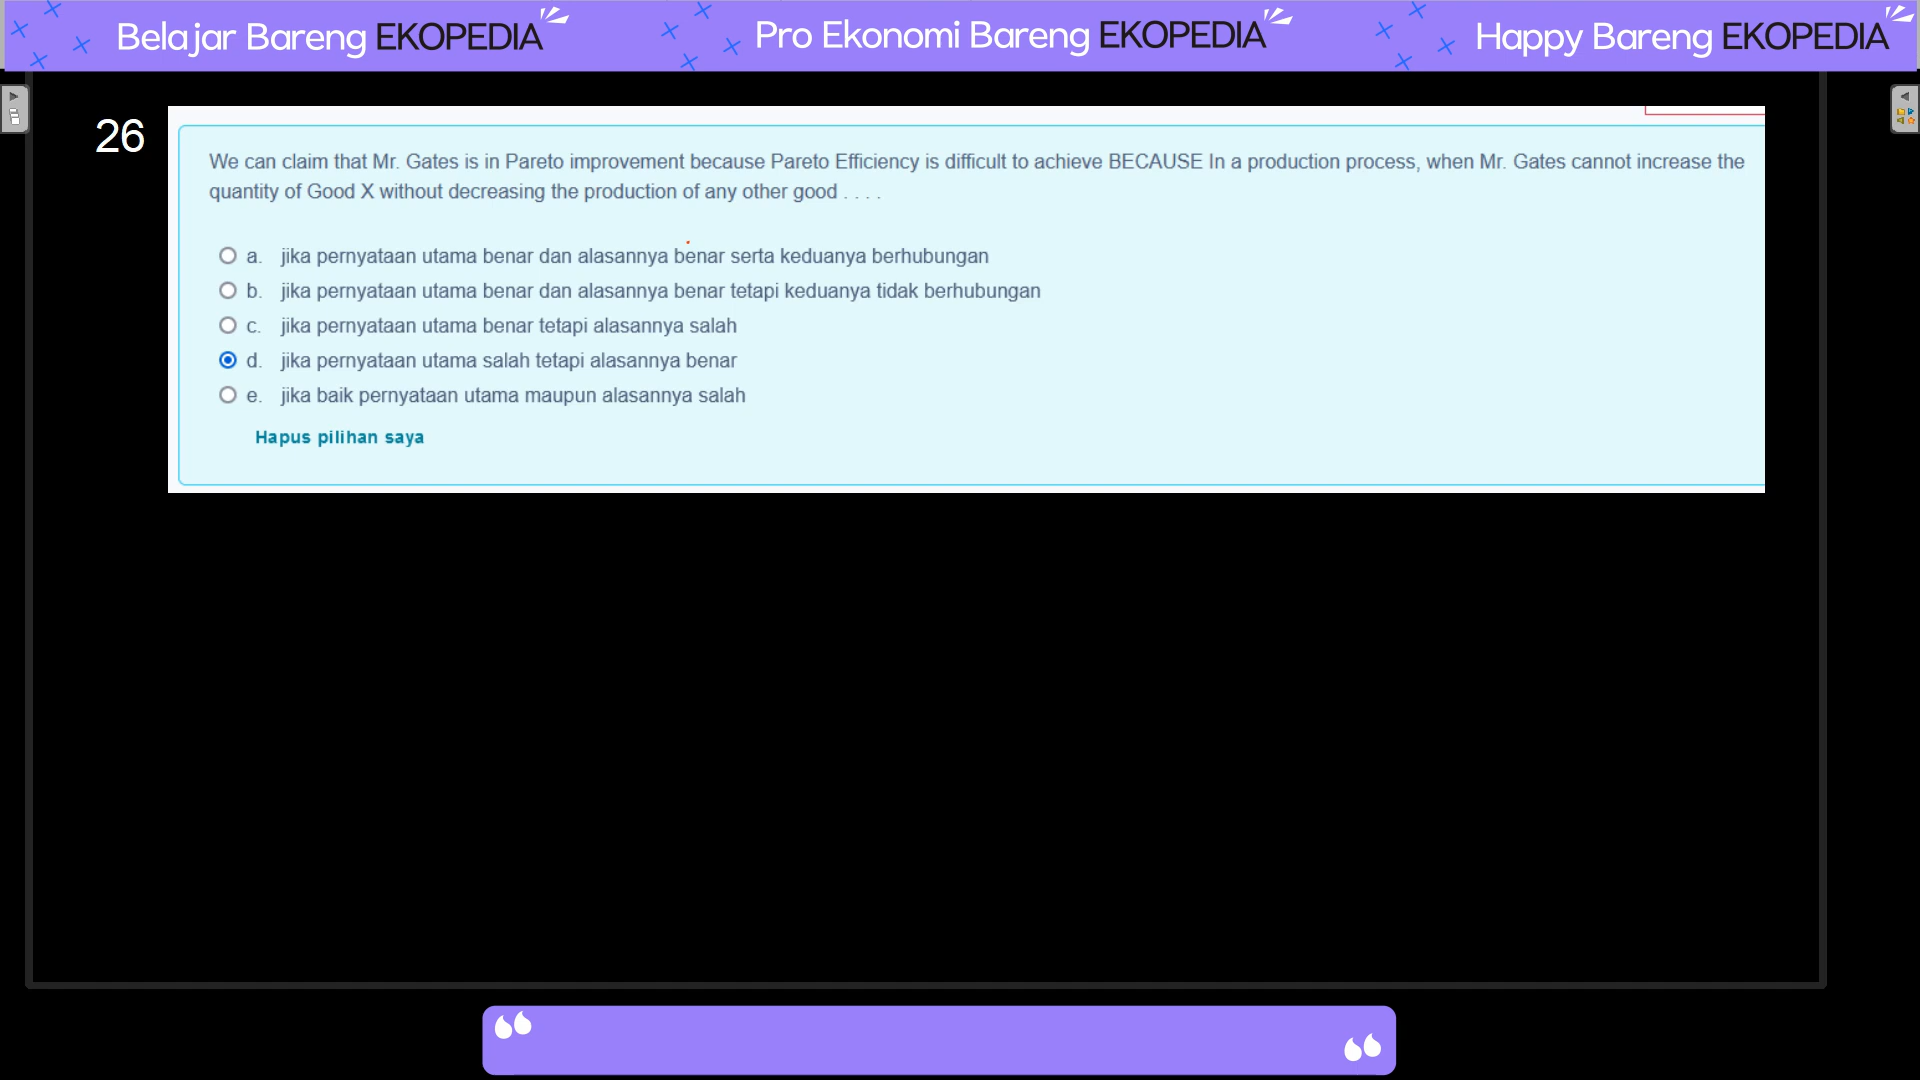 Belajar Bareng EKOPEDIA
Pro Ekonomi Bareng EKOPEDIA
Happy Bareng EKOPEDIA
26
We can claim that Mr. Gates is in Pareto improvement because Pareto Efficiency is difficult to achieve BECAUSE In a production process, when Mr. Gates cannot increase the
quantity of Good X without decreasing the production of any other good . . . .
a. jika pernyataan utama benar dan alasannya benar serta keduanya berhubungan
b. jika pernyataan utama benar dan alasannya benar tetapi keduanya tidak berhubungan
c. jika pernyataan utama benar tetapi alasannya salah
d. jika pernyataan utama salah tetapi alasannya benar
e. jika baik pernyataan utama maupun alasannya salah
Hapus pilihan saya